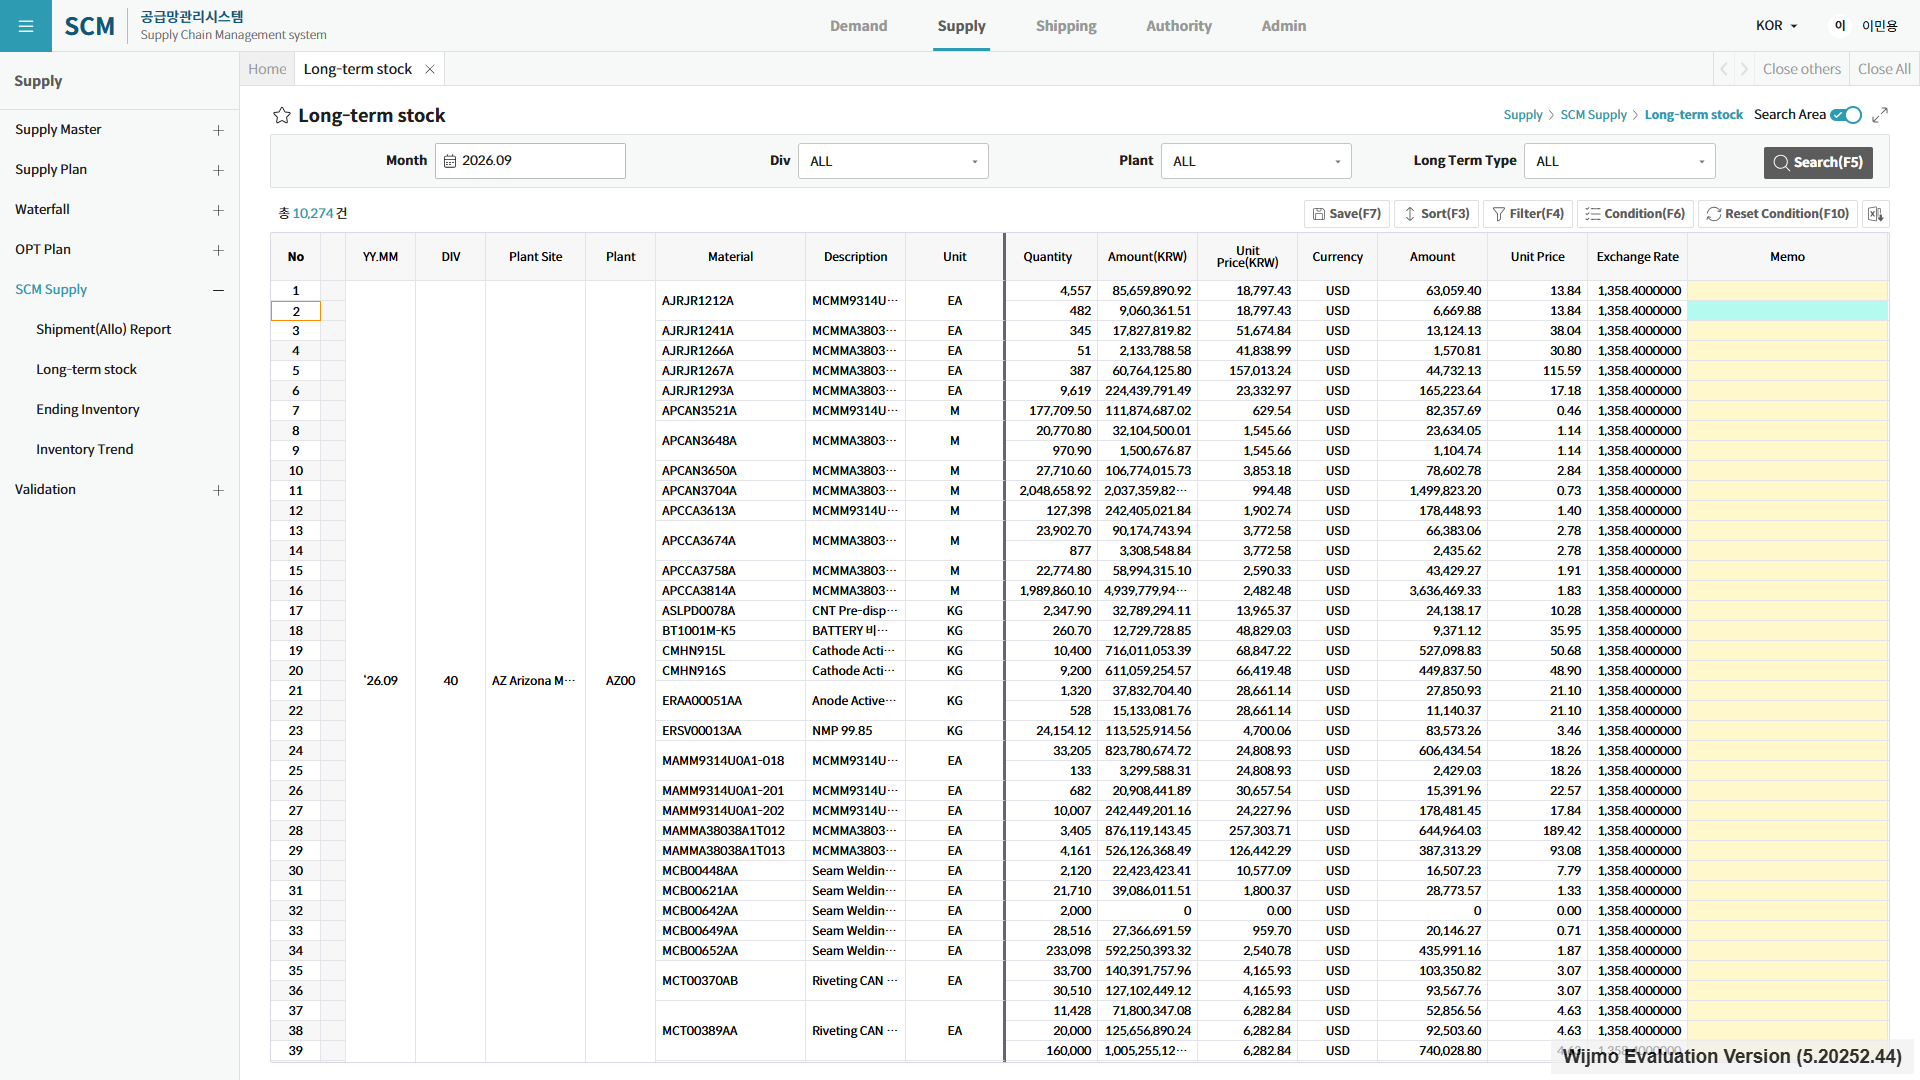 SCM 공급망관리시스템
Supply Chain Management system
Demand Supply Shipping Authority Admin
KOR 이 이민용
Supply
Home Long-term stock
Close others Close All
Supply Master
Supply Plan
Waterfall
OPT Plan
SCM Supply
Shipment(Allo) Report
Long-term stock
Ending Inventory
Inventory Trend
Validation
Long-term stock
Supply > SCM Supply > Long-term stock Search Area
Month 2026.09 Div ALL Plant ALL Long Term Type ALL Search(F5)
총 10,274 건
Save(F7) Sort(F3) Filter(F4) Condition(F6) Reset Condition(F10)
No YY.MM DIV Plant Site Plant Material Description Unit Quantity Amount(KRW) Unit Price(KRW) Currency Amount Unit Price Exchange Rate Memo
'26.09 40 AZ Arizona M··· AZ00
1 AJRJR1212A MCMM9314U··· EA 4,557 85,659,890.92 18,797.43 USD 63,059.40 13.84 1,358.4000000
2 482 9,060,361.51 18,797.43 USD 6,669.88 13.84 1,358.4000000
3 AJRJR1241A MCMMA3803··· EA 345 17,827,819.82 51,674.84 USD 13,124.13 38.04 1,358.4000000
4 AJRJR1266A MCMMA3803··· EA 51 2,133,788.58 41,838.99 USD 1,570.81 30.80 1,358.4000000
5 AJRJR1267A MCMMA3803··· EA 387 60,764,125.80 157,013.24 USD 44,732.13 115.59 1,358.4000000
6 AJRJR1293A MCMMA3803··· EA 9,619 224,439,791.49 23,332.97 USD 165,223.64 17.18 1,358.4000000
7 APCAN3521A MCMM9314U··· M 177,709.50 111,874,687.02 629.54 USD 82,357.69 0.46 1,358.4000000
8 APCAN3648A MCMMA3803··· M 20,770.80 32,104,500.01 1,545.66 USD 23,634.05 1.14 1,358.4000000
9 970.90 1,500,676.87 1,545.66 USD 1,104.74 1.14 1,358.4000000
10 APCAN3650A MCMMA3803··· M 27,710.60 106,774,015.73 3,853.18 USD 78,602.78 2.84 1,358.4000000
11 APCAN3704A MCMMA3803··· M 2,048,658.92 2,037,359,82··· 994.48 USD 1,499,823.20 0.73 1,358.4000000
12 APCCA3613A MCMM9314U··· M 127,398 242,405,021.84 1,902.74 USD 178,448.93 1.40 1,358.4000000
13 APCCA3674A MCMMA3803··· M 23,902.70 90,174,743.94 3,772.58 USD 66,383.06 2.78 1,358.4000000
14 877 3,308,548.84 3,772.58 USD 2,435.62 2.78 1,358.4000000
15 APCCA3758A MCMMA3803··· M 22,774.80 58,994,315.10 2,590.33 USD 43,429.27 1.91 1,358.4000000
16 APCCA3814A MCMMA3803··· M 1,989,860.10 4,939,779,94··· 2,482.48 USD 3,636,469.33 1.83 1,358.4000000
17 ASLPD0078A CNT Pre-disp··· KG 2,347.90 32,789,294.11 13,965.37 USD 24,138.17 10.28 1,358.4000000
18 BT1001M-K5 BATTERY 비··· KG 260.70 12,729,728.85 48,829.03 USD 9,371.12 35.95 1,358.4000000
19 CMHN915L Cathode Acti··· KG 10,400 716,011,053.39 68,847.22 USD 527,098.83 50.68 1,358.4000000
20 CMHN916S Cathode Acti··· KG 9,200 611,059,254.57 66,419.48 USD 449,837.50 48.90 1,358.4000000
21 ERAA00051AA Anode Active··· KG 1,320 37,832,704.40 28,661.14 USD 27,850.93 21.10 1,358.4000000
22 528 15,133,081.76 28,661.14 USD 11,140.37 21.10 1,358.4000000
23 ERSV00013AA NMP 99.85 KG 24,154.12 113,525,914.56 4,700.06 USD 83,573.26 3.46 1,358.4000000
24 MAMM9314U0A1-018 MCMM9314U··· EA 33,205 823,780,674.72 24,808.93 USD 606,434.54 18.26 1,358.4000000
25 133 3,299,588.31 24,808.93 USD 2,429.03 18.26 1,358.4000000
26 MAMM9314U0A1-201 MCMM9314U··· EA 682 20,908,441.89 30,657.54 USD 15,391.96 22.57 1,358.4000000
27 MAMM9314U0A1-202 MCMM9314U··· EA 10,007 242,449,201.16 24,227.96 USD 178,481.45 17.84 1,358.4000000
28 MAMMA38038A1T012 MCMMA3803··· EA 3,405 876,119,143.45 257,303.71 USD 644,964.03 189.42 1,358.4000000
29 MAMMA38038A1T013 MCMMA3803··· EA 4,161 526,126,368.49 126,442.29 USD 387,313.29 93.08 1,358.4000000
30 MCB00448AA Seam Weldin··· EA 2,120 22,423,423.41 10,577.09 USD 16,507.23 7.79 1,358.4000000
31 MCB00621AA Seam Weldin··· EA 21,710 39,086,011.51 1,800.37 USD 28,773.57 1.33 1,358.4000000
32 MCB00642AA Seam Weldin··· EA 2,000 0 0.00 USD 0 0.00 1,358.4000000
33 MCB00649AA Seam Weldin··· EA 28,516 27,366,691.59 959.70 USD 20,146.27 0.71 1,358.4000000
34 MCB00652AA Seam Weldin··· EA 233,098 592,250,393.32 2,540.78 USD 435,991.16 1.87 1,358.4000000
35 MCT00370AB Riveting CAN ··· EA 33,700 140,391,757.96 4,165.93 USD 103,350.82 3.07 1,358.4000000
36 30,510 127,102,449.12 4,165.93 USD 93,567.76 3.07 1,358.4000000
37 11,428 71,800,347.08 6,282.84 USD 52,856.56 4.63 1,358.4000000
38 MCT00389AA Riveting CAN ··· EA 20,000 125,656,890.24 6,282.84 USD 92,503.60 4.63 1,358.4000000
39 160,000 1,005,255,12··· 6,282.84 USD 740,028.80 4.63 1,358.4000000
Wijmo Evaluation Version (5.20252.44)